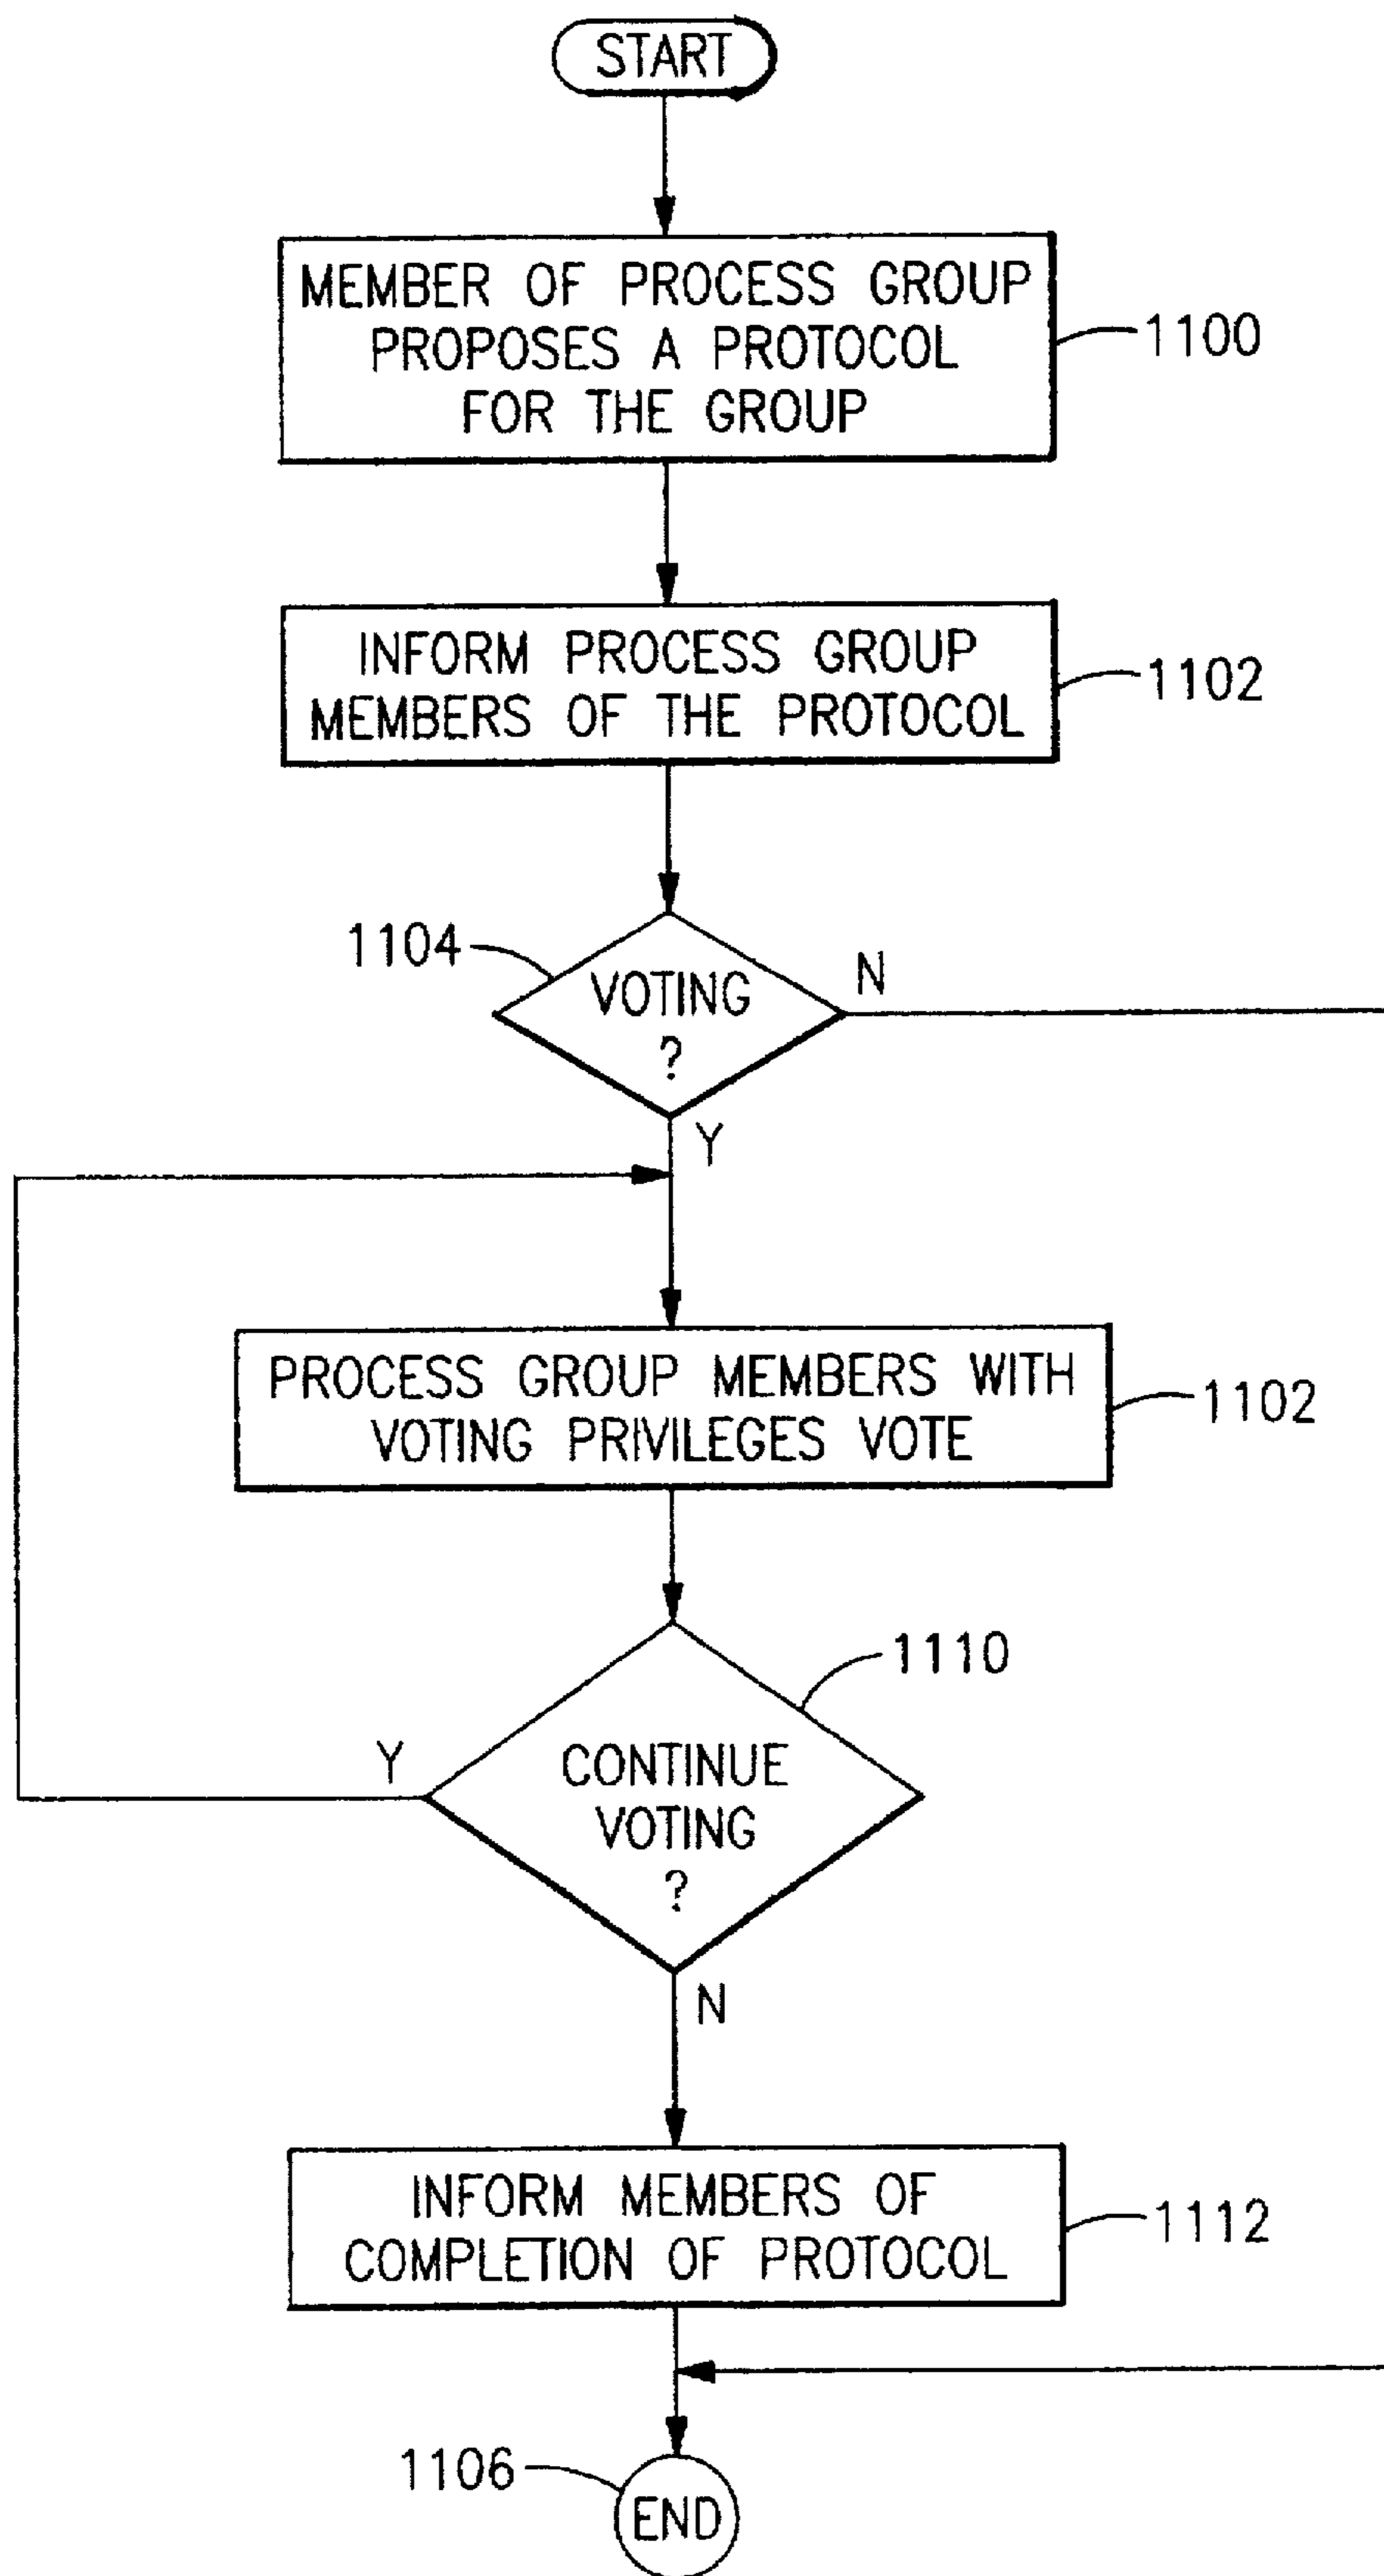 START
MEMBER OF PROCESS GROUP
PROPOSES A PROTOCOL
FOR THE GROUP
1100
INFORM PROCESS GROUP
MEMBERS OF THE PROTOCOL
1102
1104
VOTING
?
N
Y
PROCESS GROUP MEMBERS WITH
VOTING PRIVILEGES VOTE
1102
1110
Y
CONTINUE
VOTING
?
N
INFORM MEMBERS OF
COMPLETION OF PROTOCOL
1112
1106
END